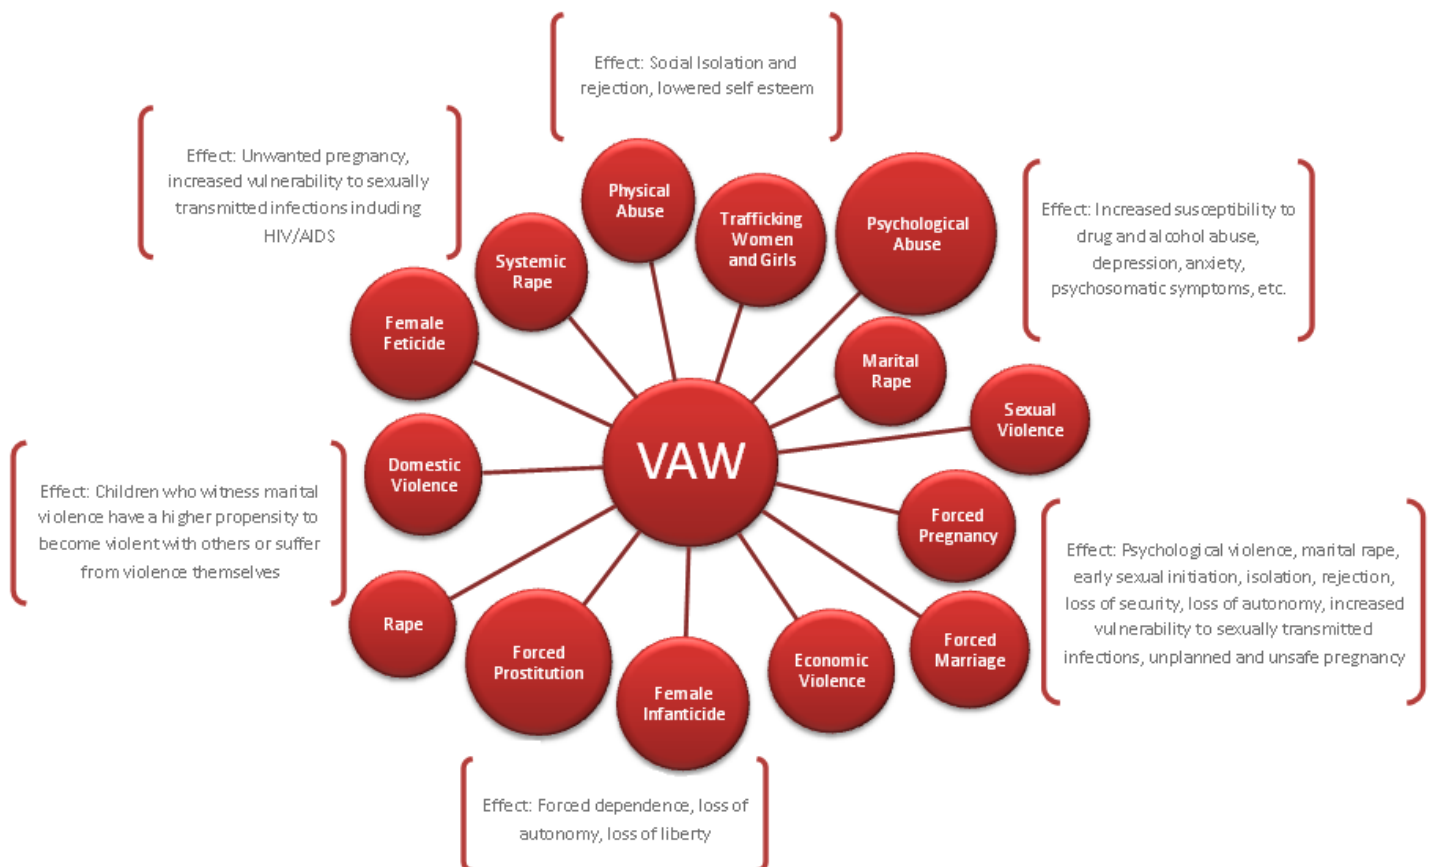 Effect: Social Isolation and
rejection, lowered self esteem
Effect: Unwanted pregnancy,
increased vulnerability to sexually
transmitted infections including
HIV/AIDS
Physical
Abuse
Trafficking
Women
and Girls
Psychological
Abuse
Effect: Increased susceptibility to
drug and alcohol abuse,
depression, anxiety,
psychosomatic symptoms, etc.
Systemic
Rape
Female
Feticide
Marital
Rape
Sexual
Violence
VAW
Domestic
Violence
Effect: Children who witness marital
violence have a higher propensity to
become violent with others or suffer
from violence themselves
Forced
Pregnancy
Effect: Psychological violence, marital rape,
early sexual initiation, isolation, rejection,
loss of security, loss of autonomy, increased
vulnerability to sexually transmitted
infections, unplanned and unsafe pregnancy
Rape
Forced
Prostitution
Female
Infanticide
Economic
Violence
Forced
Marriage
Effect: Forced dependence, loss of
autonomy, loss of liberty